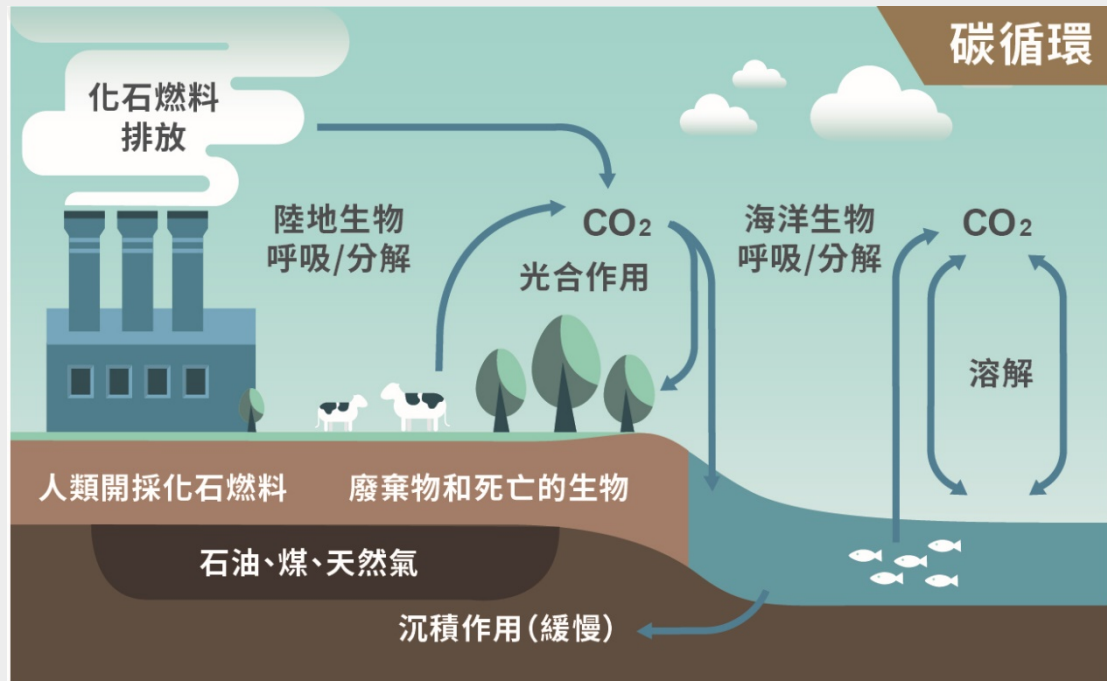 碳循環
化石燃料
排放
陸地生物
呼吸/分解
CO₂
光合作用
海洋生物
呼吸/分解
CO₂
溶解
人類開採化石燃料
廢棄物和死亡的生物
石油、煤、天然氣
沉積作用(緩慢)